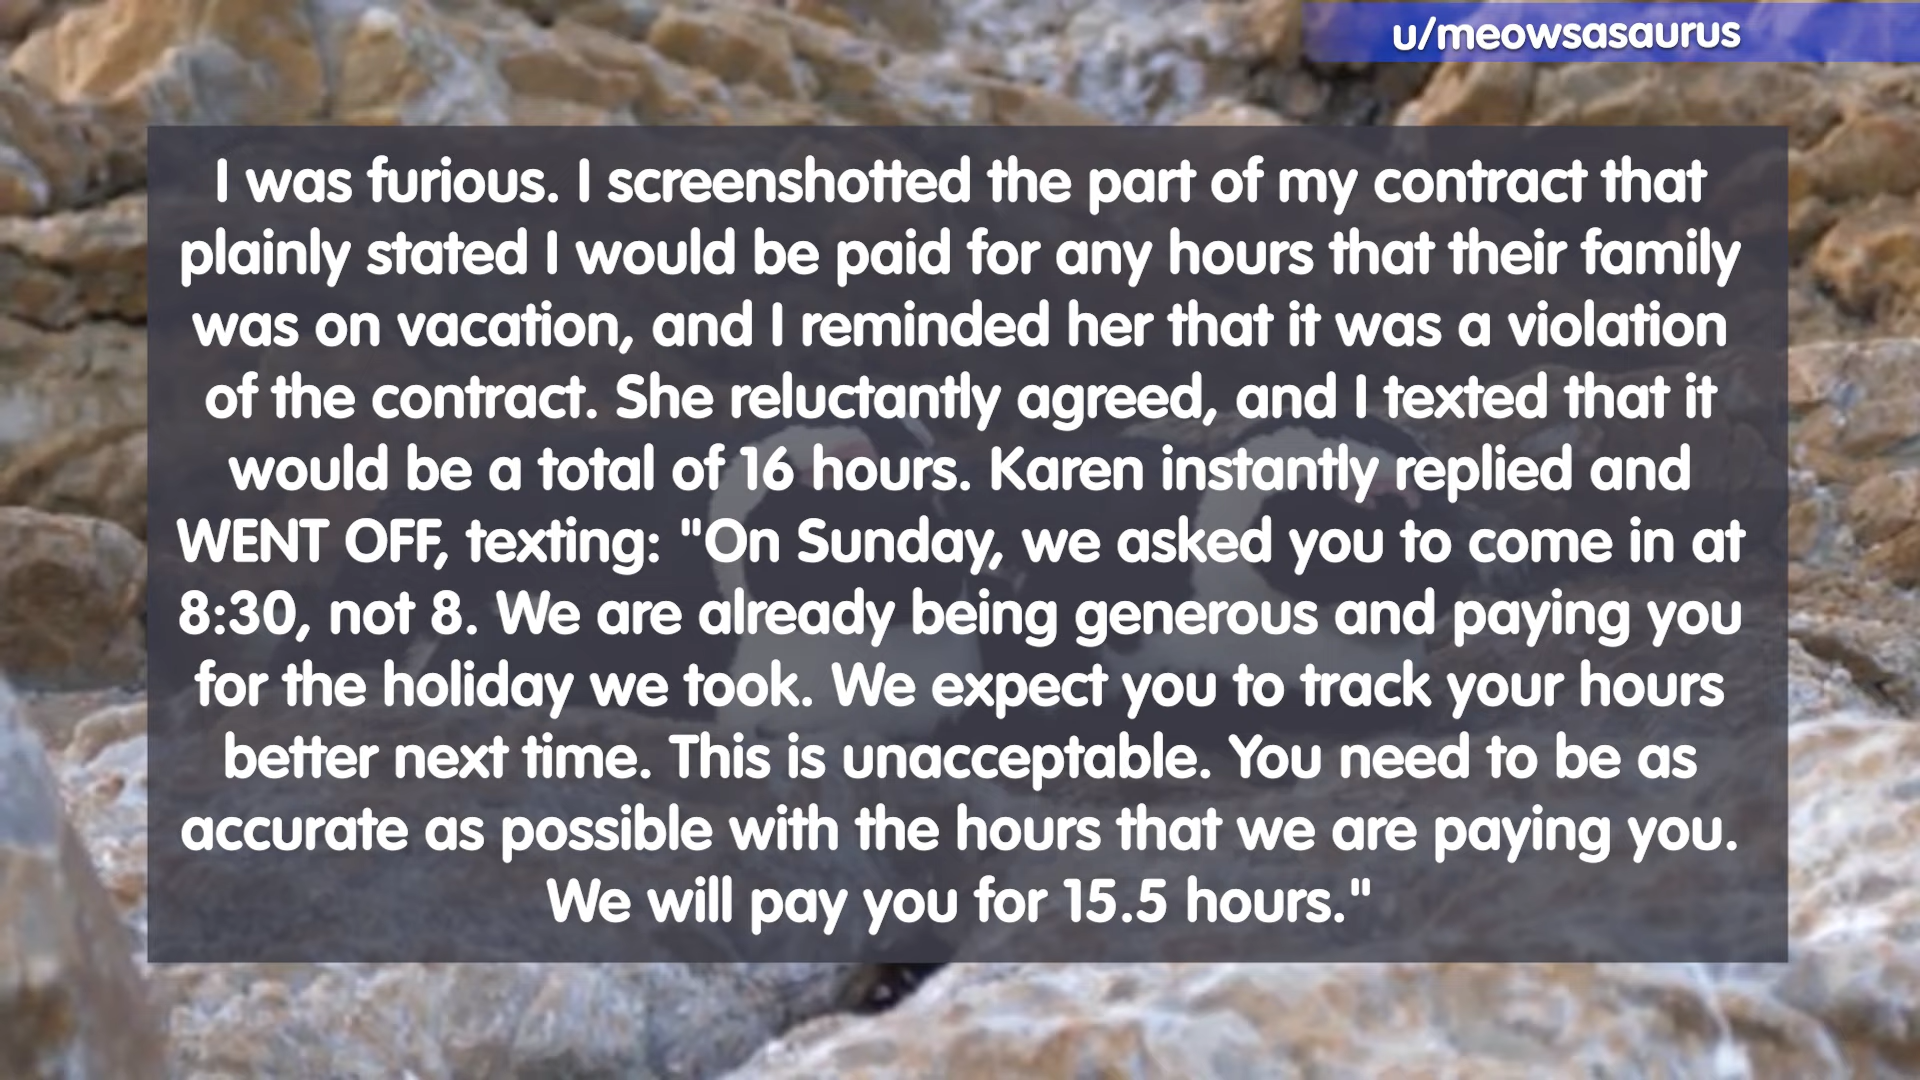 u/meowsasaurus
I was furious. I screenshotted the part of my contract that
plainly stated I would be paid for any hours that their family
was on vacation, and I reminded her that it was a violation
of the contract. She reluctantly agreed, and I texted that it
would be a total of 16 hours. Karen instantly replied and
WENT OFF, texting: "On Sunday, we asked you to come in at
8:30, not 8. We are already being generous and paying you
for the holiday we took. We expect you to track your hours
better next time. This is unacceptable. You need to be as
accurate as possible with the hours that we are paying you.
We will pay you for 15.5 hours."